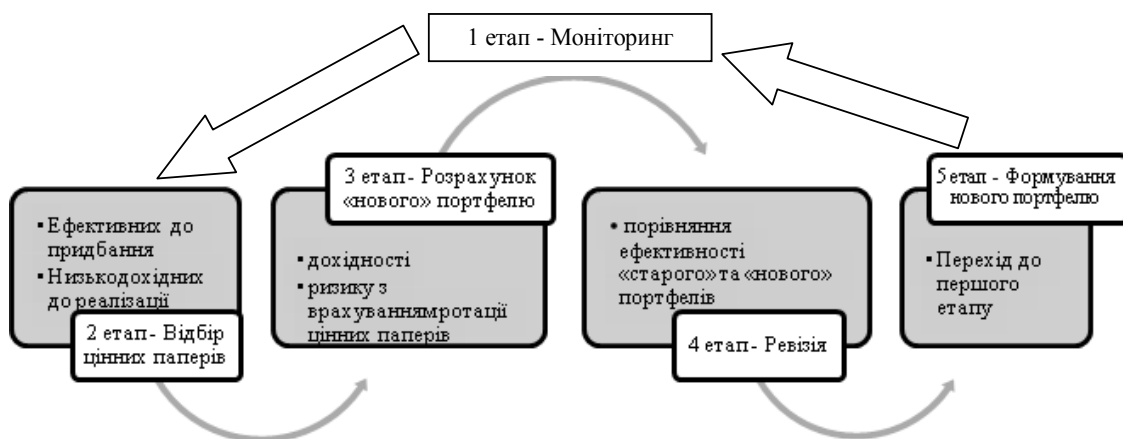 1 етап - Моніторинг
▪ Ефективних до
придбання
▪ Низькодохідних
до реалізації
2 етап- Відбір
цінних паперів
3 етап- Розрахунок
«нового» портфелю
▪ дохідності
▪ ризику з
врахуваннямротації
цінних паперів
• порівняння
ефективності
«старого»та «нового»
портфелів
4 етап- Ревізія
5 етап - Формування
нового портфелю
▪ Перехід до
першого
етапу